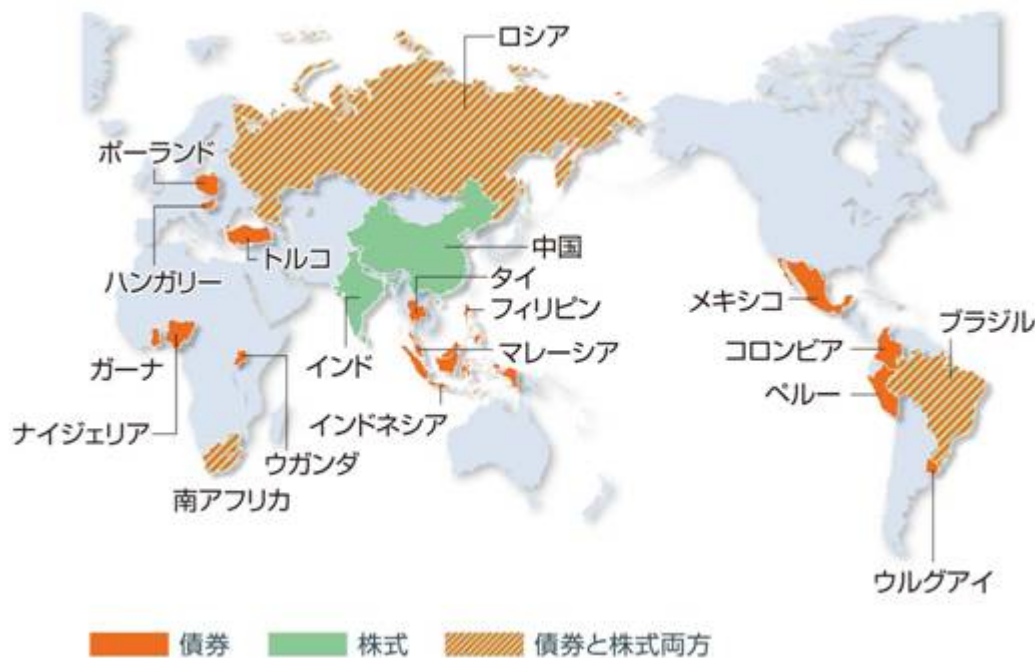 ロシア
ポーランド
ハンガリー
トルコ
中国
タイ
フィリピン
インド
マレーシア
インドネシア
ガーナ
ナイジェリア
ウガンダ
南アフリカ
メキシコ
ブラジル
コロンビア
ペルー
ウルグアイ
債券
株式
債券と株式両方